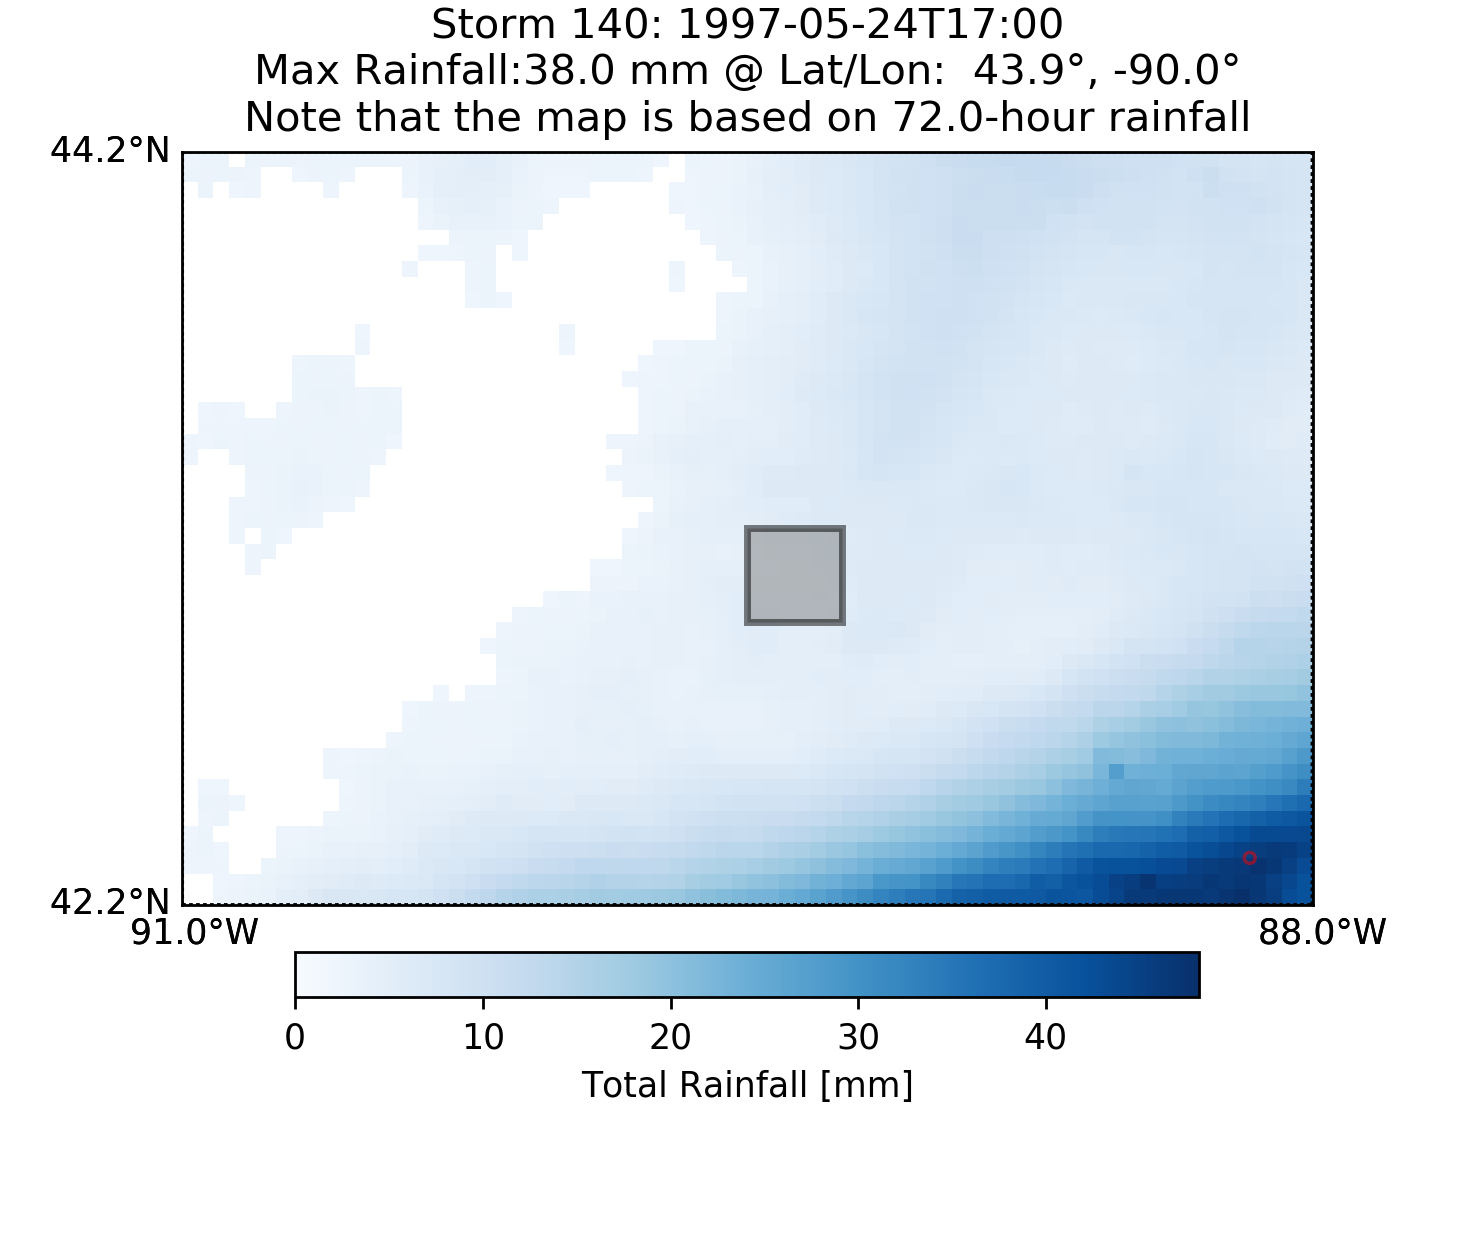 Storm 140: 1997-05-24T17:00
Max Rainfall:38.0 mm @ Lat/Lon:  43.9°, -90.0°
Note that the map is based on 72.0-hour rainfall
44.2°N
42.2°N
91.0°W
88.0°W
0 10 20 30 40
Total Rainfall [mm]